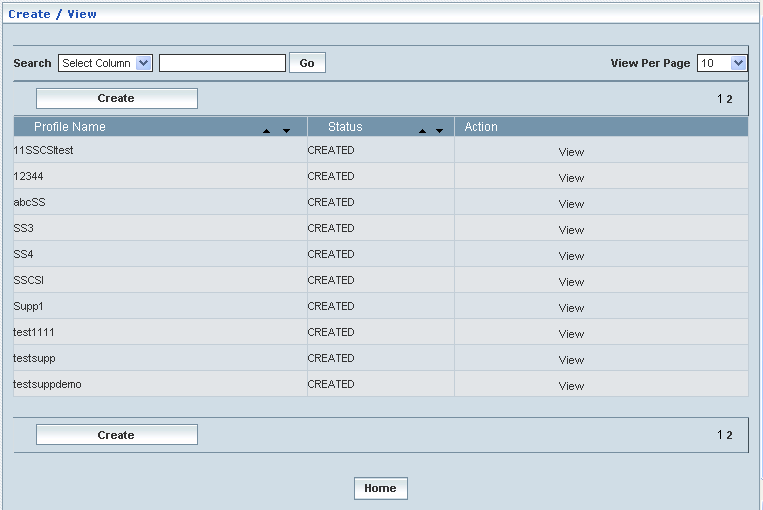 Create / View
Search Select Column Go View Per Page 10
Create 1 2
Profile Name Status Action
11SSCSItest CREATED View
12344 CREATED View
abcSS CREATED View
SS3 CREATED View
SS4 CREATED View
SSCSI CREATED View
Supp1 CREATED View
test1111 CREATED View
testsupp CREATED View
testsuppdemo CREATED View
Create 1 2
Home